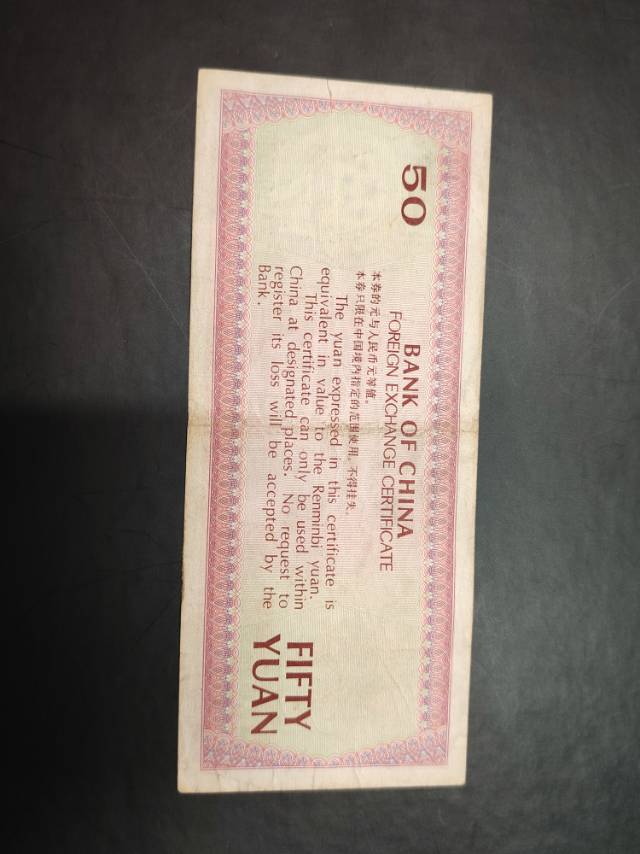 50
BANK OF CHINA
FOREIGN EXCHANGE CERTIFICATE
本券的元与人民币元等值。
本券只限在中国境内指定的范围使用，不得挂失。
The yuan expressed in this certificate is
equivalent in value to the Renminbi yuan.
This certificate can only be used within
China at designated places. No request to
register its loss will be accepted by the
Bank.
FIFTY
YUAN